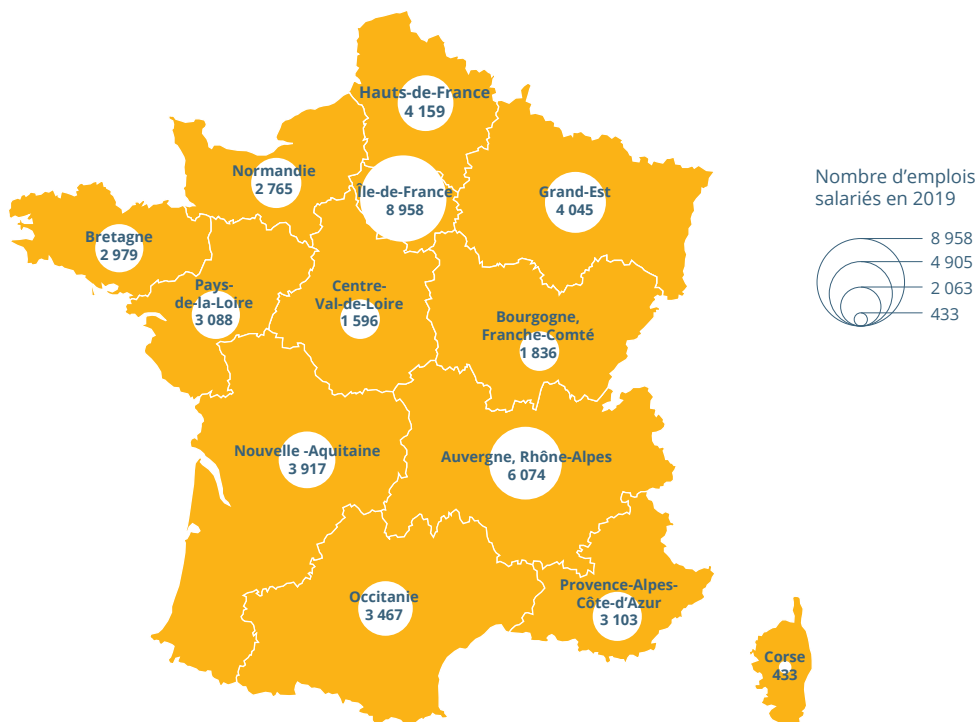 Hauts-de-France
4 159
Normandie
2 765
Île-de-France
8 958
Grand-Est
4 045
Bretagne
2 979
Pays-
de-la-Loire
3 088
Centre-
Val-de-Loire
1 596
Bourgogne,
Franche-Comté
1 836
Nouvelle -Aquitaine
3 917
Auvergne, Rhône-Alpes
6 074
Occitanie
3 467
Provence-Alpes-
Côte-d’Azur
3 103
Corse
433
Nombre d’emplois
salariés en 2019
8 958
4 905
2 063
433